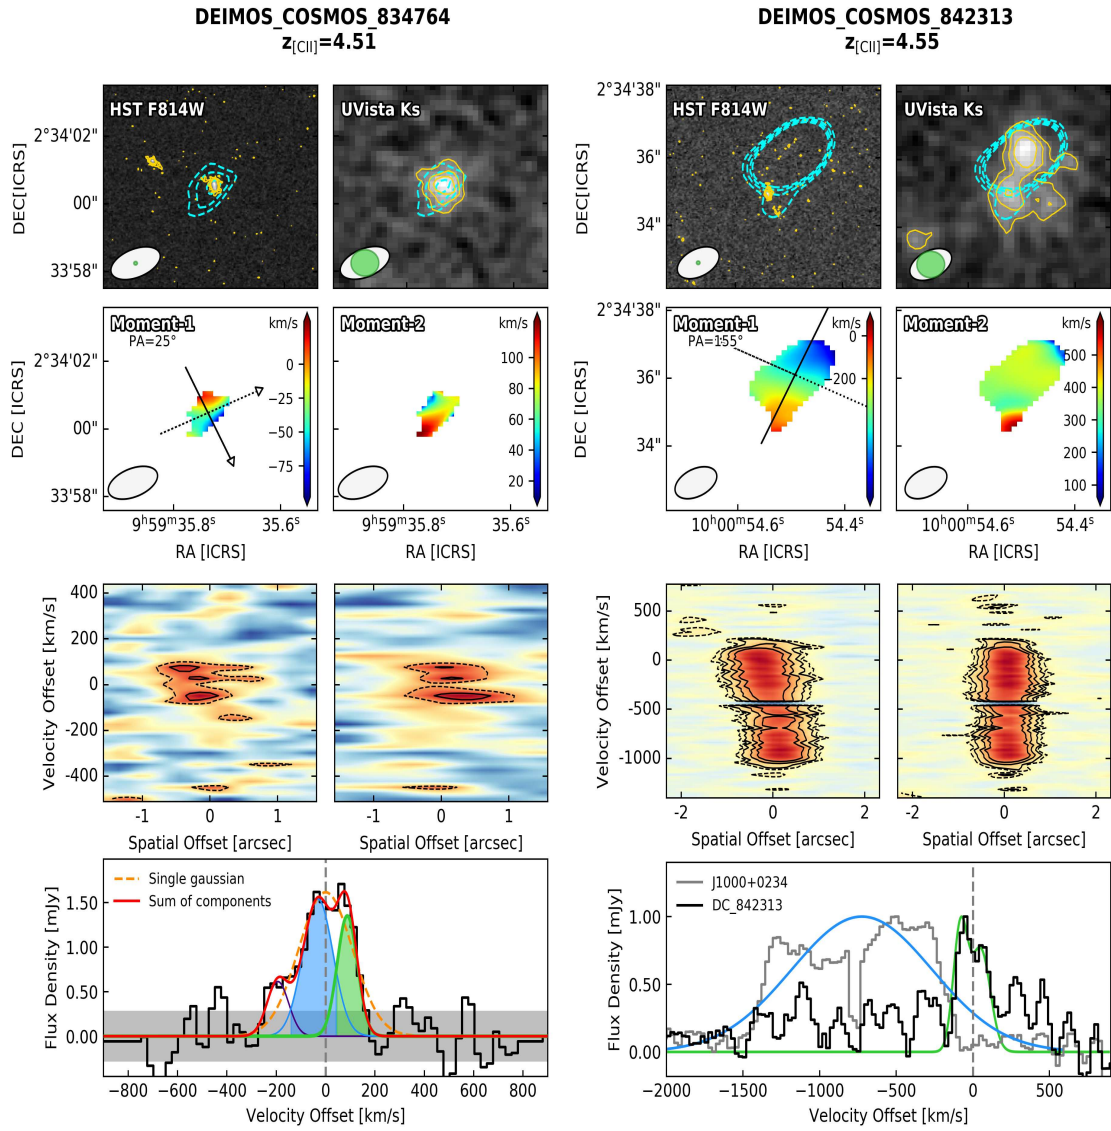 DEIMOS_COSMOS_834764
z[CII]=4.51
DEIMOS_COSMOS_842313
z[CII]=4.55
HST F814W
UVista Ks
DEC[ICRS]
2°34'02"
00"
33'58"
HST F814W
UVista Ks
DEC [ICRS]
2°34'38"
36"
34"
Moment-1
PA=25°
km/s
0
−25
−50
−75
Moment-2
km/s
100
80
60
40
20
DEC [ICRS]
2°34'02"
00"
33'58"
9h59m35.8s
35.6s
RA [ICRS]
9h59m35.8s
35.6s
RA [ICRS]
Moment-1
PA=155°
km/s
0
−200
Moment-2
km/s
500
400
300
200
100
DEC [ICRS]
2°34'38"
36"
34"
10h00m54.6s
54.4s
RA [ICRS]
10h00m54.6s
54.4s
RA [ICRS]
Velocity Offset [km/s]
400
200
0
-200
-400
-1
0
1
Spatial Offset [arcsec]
-1
0
1
Spatial Offset [arcsec]
Velocity Offset [km/s]
500
0
-500
-1000
-2
0
2
Spatial Offset [arcsec]
-2
0
2
Spatial Offset [arcsec]
Single gaussian
Sum of components
Flux Density [mJy]
1.50
1.00
0.50
0.00
−800
−600
−400
−200
0
200
400
600
800
Velocity Offset [km/s]
J1000+0234
DC_842313
Flux Density [mJy]
1.00
0.50
0.00
−2000
−1500
−1000
−500
0
500
Velocity Offset [km/s]